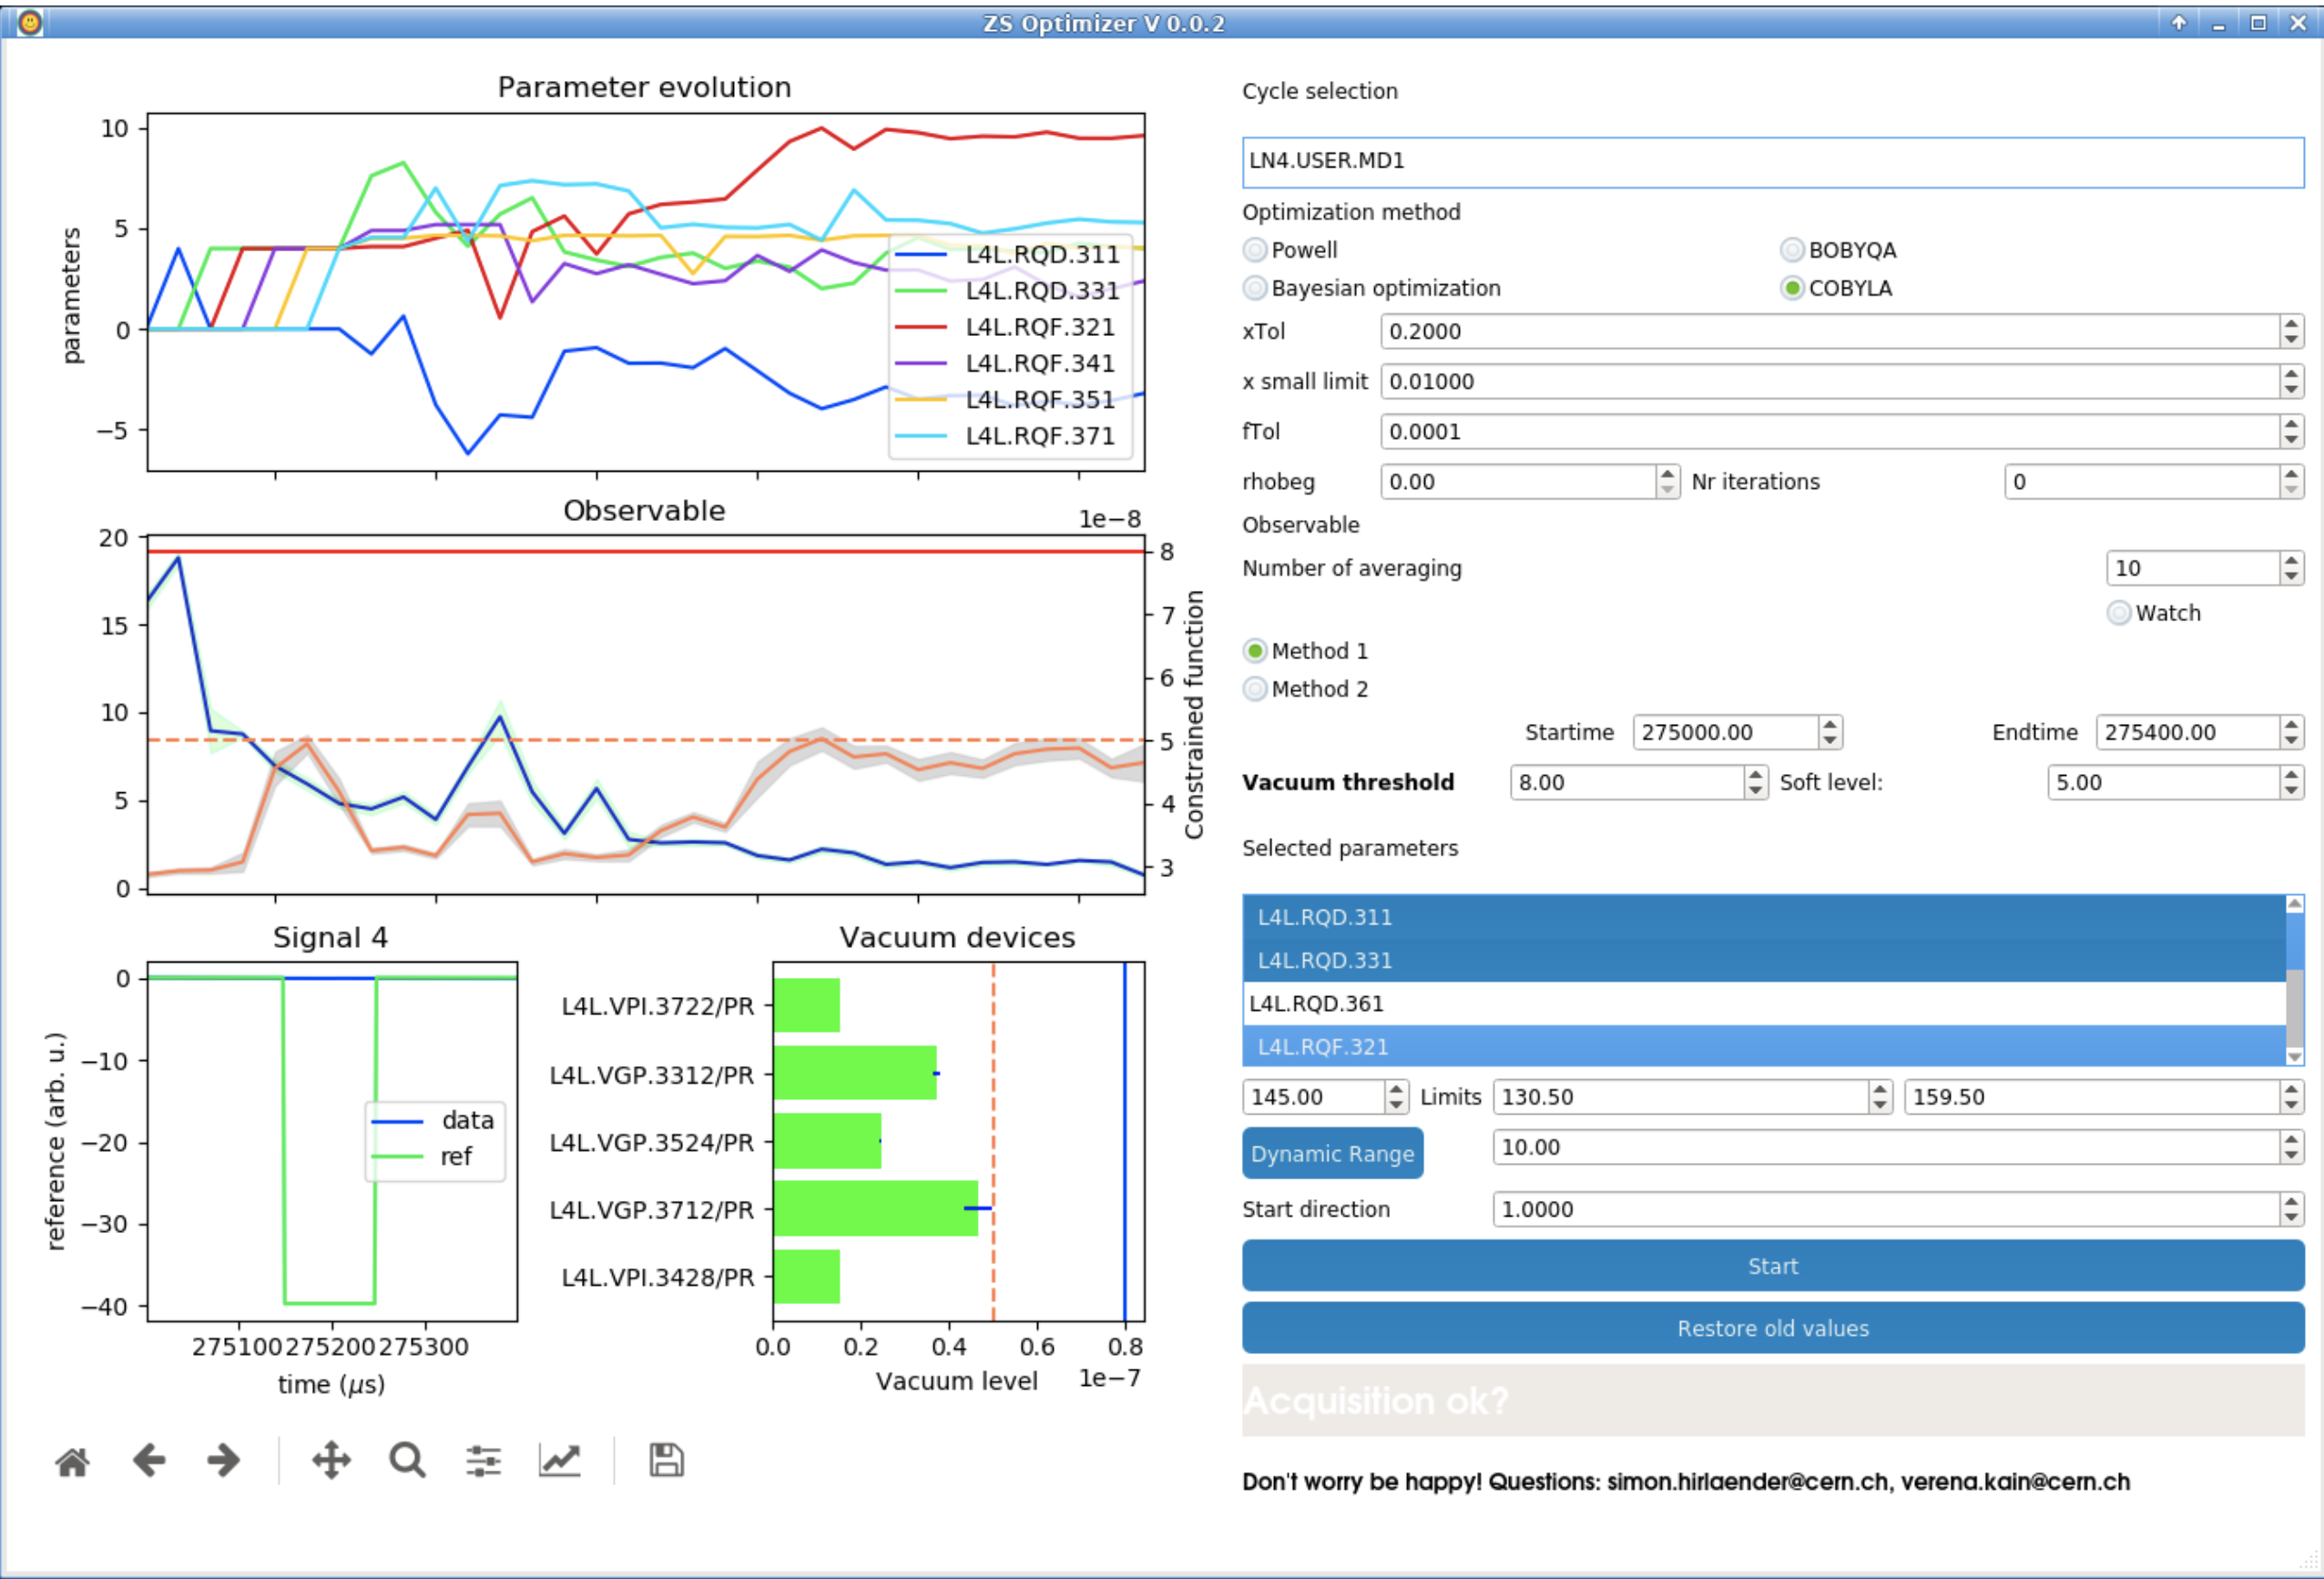 ZS Optimizer V 0.0.2
Parameter evolution
10
5
0
−5
parameters
L4L.RQD.311
L4L.RQD.331
L4L.RQF.321
L4L.RQF.341
L4L.RQF.351
L4L.RQF.371
Observable
1e−8
20
15
10
5
0
8
7
6
5
4
3
Constrained function
Signal 4
0
−10
−20
−30
−40
reference (arb. u.)
data
ref
275100 275200 275300
time (μs)
Vacuum devices
L4L.VPI.3722/PR
L4L.VGP.3312/PR
L4L.VGP.3524/PR
L4L.VGP.3712/PR
L4L.VPI.3428/PR
0.0 0.2 0.4 0.6 0.8
Vacuum level 1e−7
Cycle selection
LN4.USER.MD1
Optimization method
Powell BOBYQA
Bayesian optimization COBYLA
xTol 0.2000
x small limit 0.01000
fTol 0.0001
rhobeg 0.00 Nr iterations 0
Observable
Number of averaging 10
Watch
Method 1
Method 2
Startime 275000.00 Endtime 275400.00
Vacuum threshold 8.00 Soft level: 5.00
Selected parameters
L4L.RQD.311
L4L.RQD.331
L4L.RQD.361
L4L.RQF.321
145.00 Limits 130.50 159.50
Dynamic Range 10.00
Start direction 1.0000
Start
Restore old values
Acquisition ok?
Don't worry be happy! Questions: simon.hirlaender@cern.ch, verena.kain@cern.ch